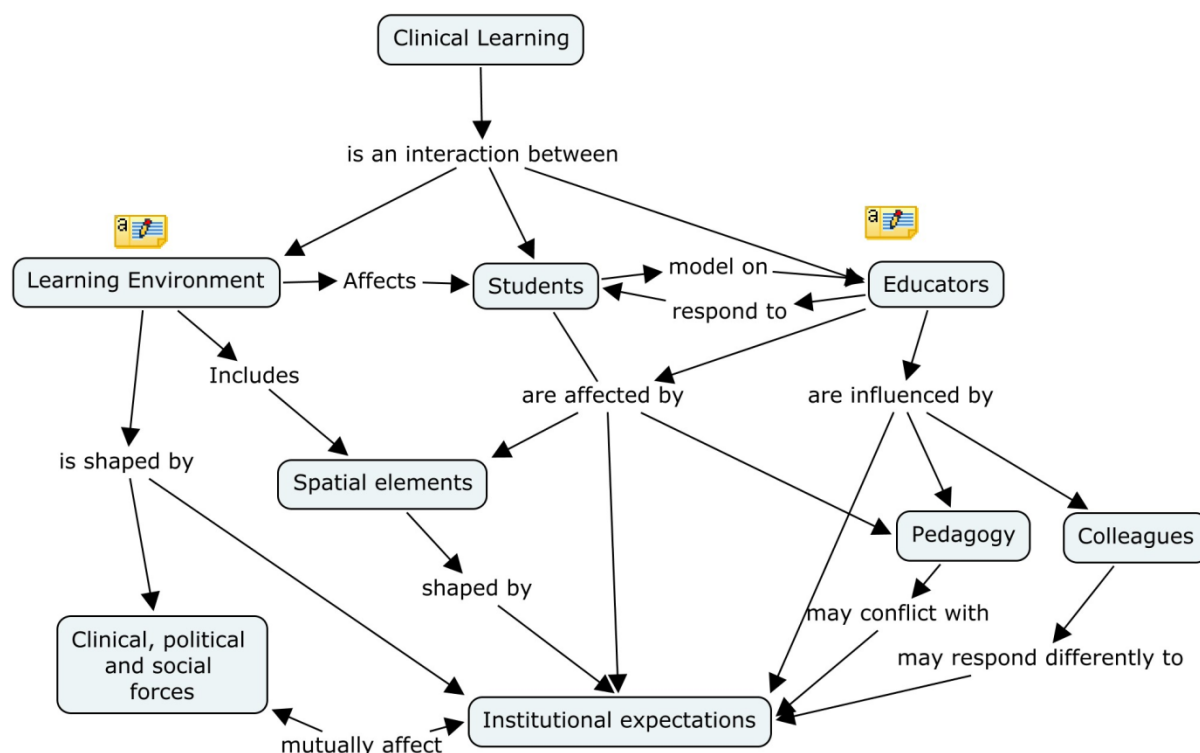 Clinical Learning
is an interaction between
a
a
Learning Environment
Affects
Students
model on
respond to
Educators
Includes
are affected by
are influenced by
is shaped by
Spatial elements
Pedagogy
Colleagues
shaped by
may conflict with
Clinical, political
and social
forces
may respond differently to
Institutional expectations
mutually affect